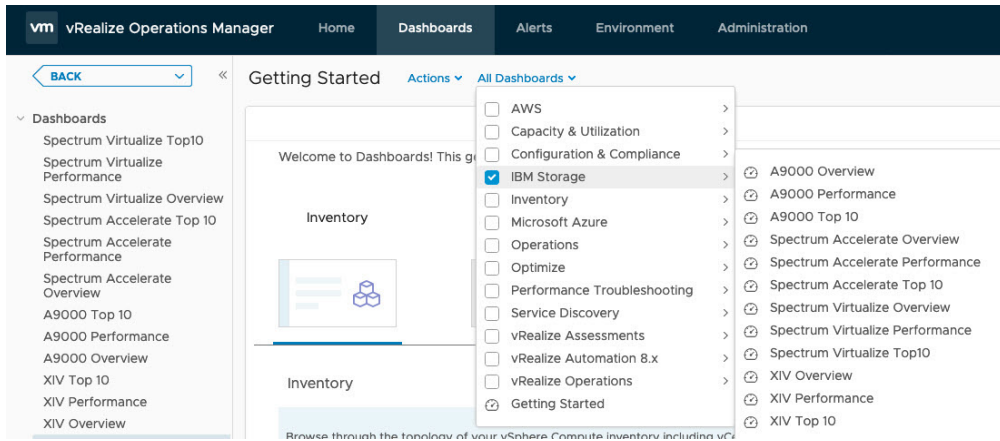 vm vRealize Operations Manager Home Dashboards Alerts Environment Administration
BACK
Getting Started Actions All Dashboards
Dashboards
Spectrum Virtualize Top10
Spectrum Virtualize
Performance
Spectrum Virtualize Overview
Spectrum Accelerate Top 10
Spectrum Accelerate
Performance
Spectrum Accelerate
Overview
A9000 Top 10
A9000 Performance
A9000 Overview
XIV Top 10
XIV Performance
XIV Overview
Welcome to Dashboards! This g
Inventory
Inventory
Browse through the topology of your vSphere Compute inventory including vC
AWS
Capacity & Utilization
Configuration & Compliance
IBM Storage
Inventory
Microsoft Azure
Operations
Optimize
Performance Troubleshooting
Service Discovery
vRealize Assessments
vRealize Automation 8.x
vRealize Operations
Getting Started
A9000 Overview
A9000 Performance
A9000 Top 10
Spectrum Accelerate Overview
Spectrum Accelerate Performance
Spectrum Accelerate Top 10
Spectrum Virtualize Overview
Spectrum Virtualize Performance
Spectrum Virtualize Top10
XIV Overview
XIV Performance
XIV Top 10